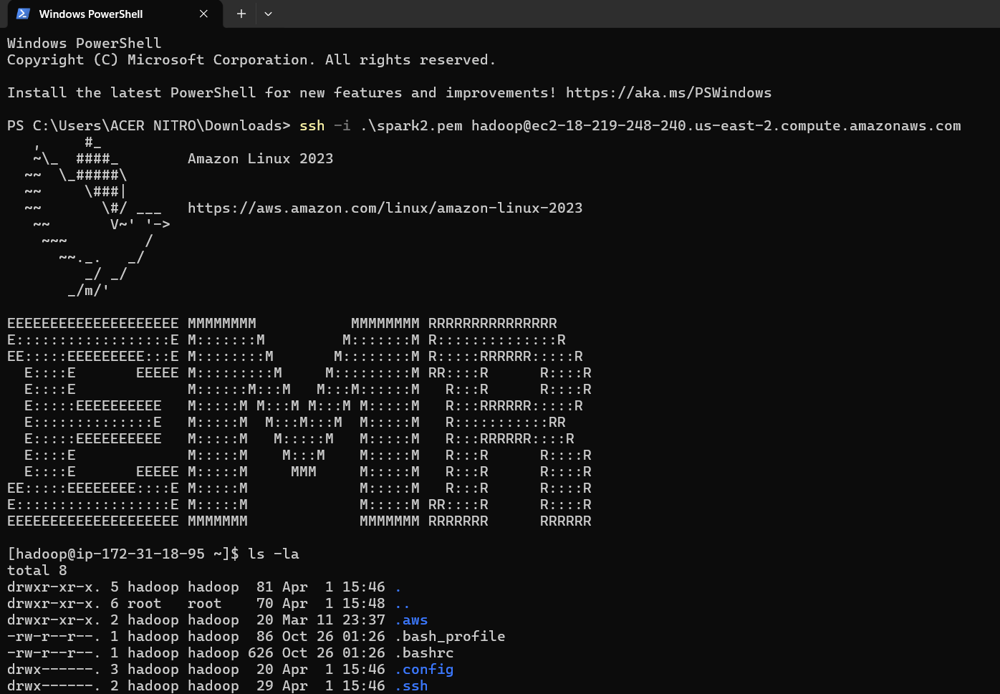 Windows PowerShell
Windows PowerShell
Copyright (C) Microsoft Corporation. All rights reserved.

Install the latest PowerShell for new features and improvements! https://aka.ms/PSWindows

PS C:\Users\ACER NITRO\Downloads> ssh -i .\spark2.pem hadoop@ec2-18-219-248-240.us-east-2.compute.amazonaws.com
   ,     #_
   ~\_  ####_        Amazon Linux 2023
  ~~  \_#####\
  ~~     \###|
  ~~       \#/ ___   https://aws.amazon.com/linux/amazon-linux-2023
   ~~       V~' '->
    ~~~         /
      ~~._.   _/
         _/ _/
       _/m/'

EEEEEEEEEEEEEEEEEEEE MMMMMMMM           MMMMMMMM RRRRRRRRRRRRRRR
E::::::::::::::::::E M:::::::M         M:::::::M R::::::::::::::R
EE:::::EEEEEEEEE:::E M::::::::M       M::::::::M R:::::RRRRRR:::::R
  E::::E       EEEEE M:::::::::M     M:::::::::M RR::::R      R::::R
  E::::E             M::::::M:::M   M:::M::::::M   R:::R      R::::R
  E:::::EEEEEEEEEE   M:::::M M:::M M:::M M:::::M   R:::RRRRRR:::::R
  E::::::::::::::E   M:::::M  M:::M:::M  M:::::M   R:::::::::::RR
  E:::::EEEEEEEEEE   M:::::M   M:::::M   M:::::M   R:::RRRRRR::::R
  E::::E             M:::::M    M:::M    M:::::M   R:::R      R::::R
  E::::E       EEEEE M:::::M     MMM     M:::::M   R:::R      R::::R
EE:::::EEEEEEEE::::E M:::::M             M:::::M   R:::R      R::::R
E::::::::::::::::::E M:::::M             M:::::M RR::::R      R::::R
EEEEEEEEEEEEEEEEEEEE MMMMMMM             MMMMMMM RRRRRRR      RRRRRR

[hadoop@ip-172-31-18-95 ~]$ ls -la
total 8
drwxr-xr-x. 5 hadoop hadoop  81 Apr  1 15:46 .
drwxr-xr-x. 6 root   root    70 Apr  1 15:48 ..
drwxr-xr-x. 2 hadoop hadoop  20 Mar 11 23:37 .aws
-rw-r--r--. 1 hadoop hadoop  86 Oct 26 01:26 .bash_profile
-rw-r--r--. 1 hadoop hadoop 626 Oct 26 01:26 .bashrc
drwx------. 3 hadoop hadoop  20 Apr  1 15:46 .config
drwx------. 2 hadoop hadoop  29 Apr  1 15:46 .ssh